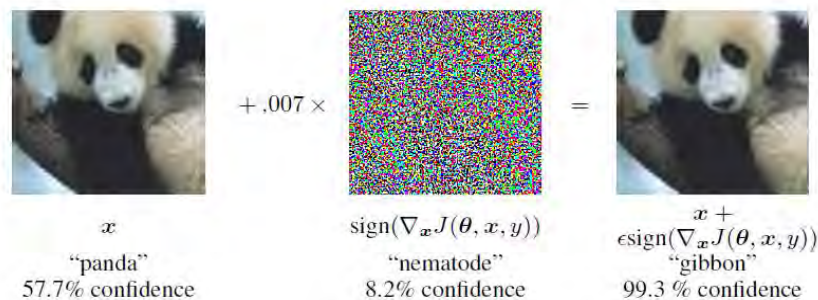 + .007 ×
=
x
sign(∇ₓJ(θ, x, y))
x +
ϵsign(∇ₓJ(θ, x, y))
“panda”
“nematode”
“gibbon”
57.7% confidence
8.2% confidence
99.3 % confidence